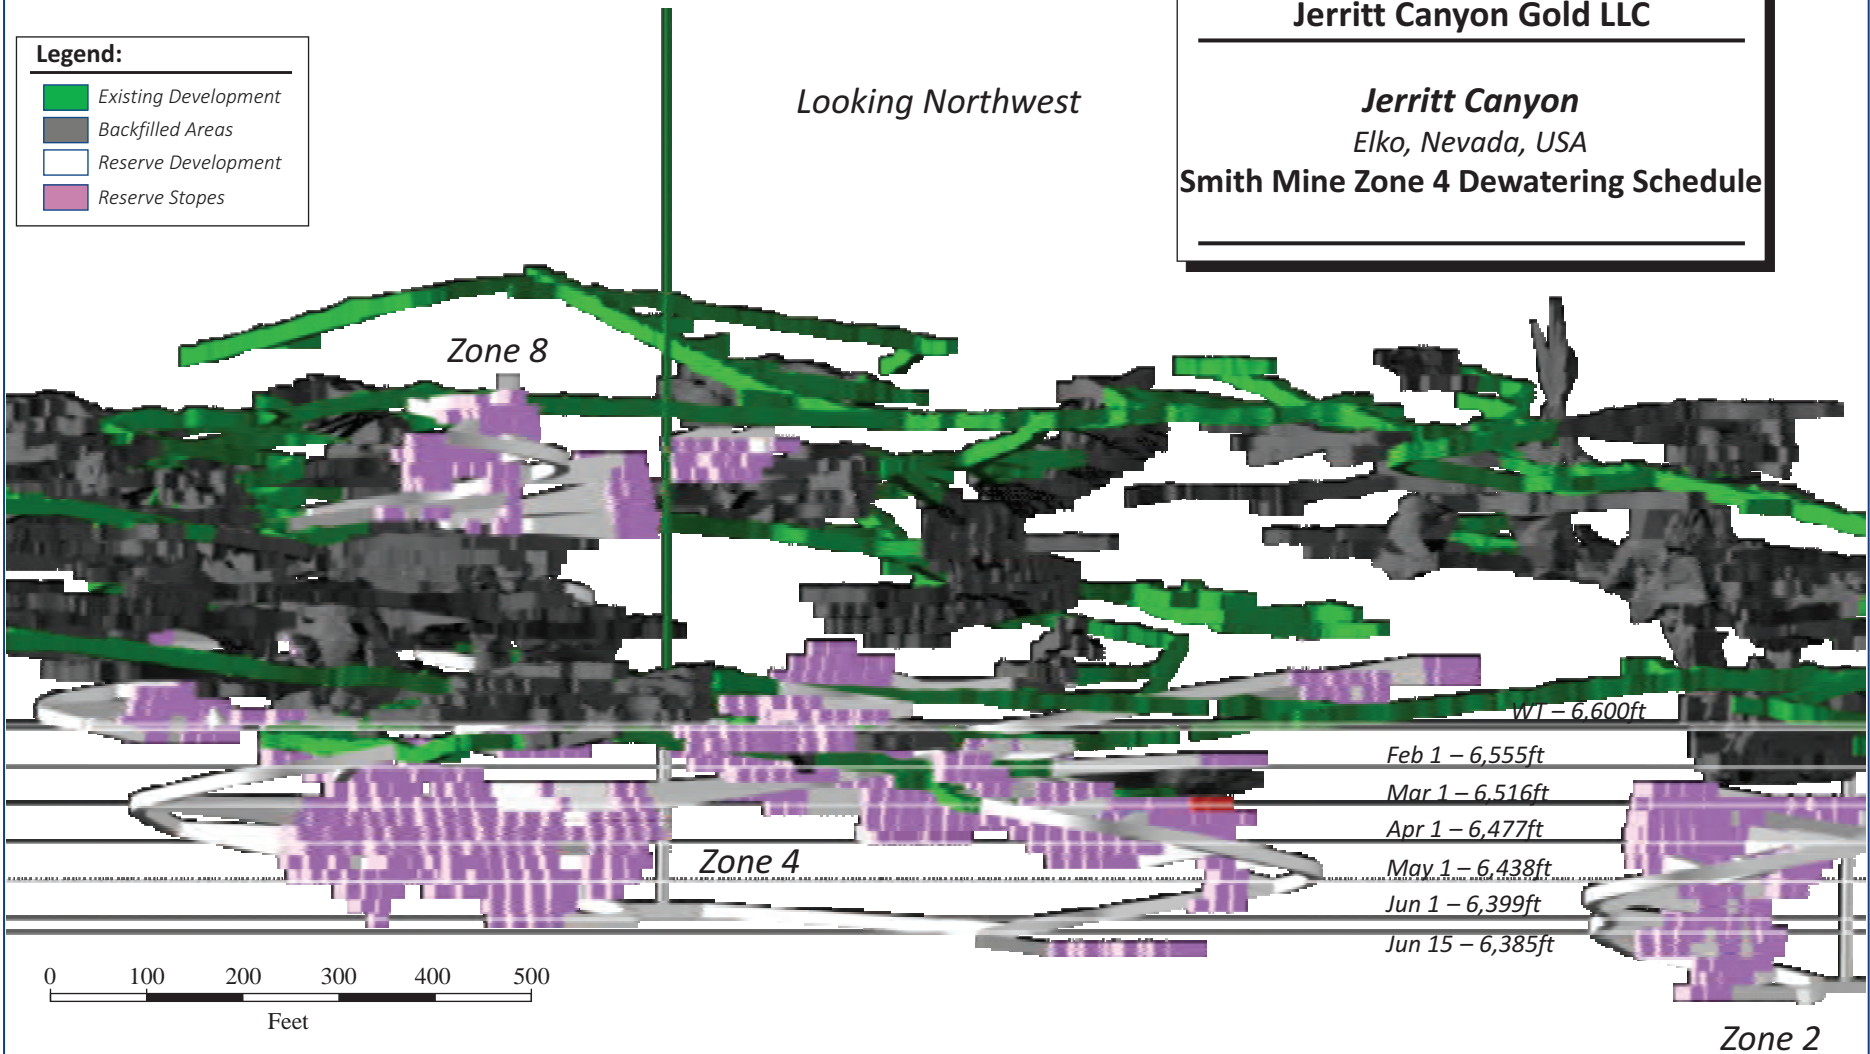 Jerritt Canyon Gold LLC
Jerritt Canyon
Elko, Nevada, USA
Smith Mine Zone 4 Dewatering Schedule
Legend:
Existing Development
Backfilled Areas
Reserve Development
Reserve Stopes
Looking Northwest
Zone 8
WT – 6,600ft
Feb 1 – 6,555ft
Mar 1 – 6,516ft
Apr 1 – 6,477ft
Zone 4
May 1 – 6,438ft
Jun 1 – 6,399ft
Jun 15 – 6,385ft
0 100 200 300 400 500
Feet
Zone 2